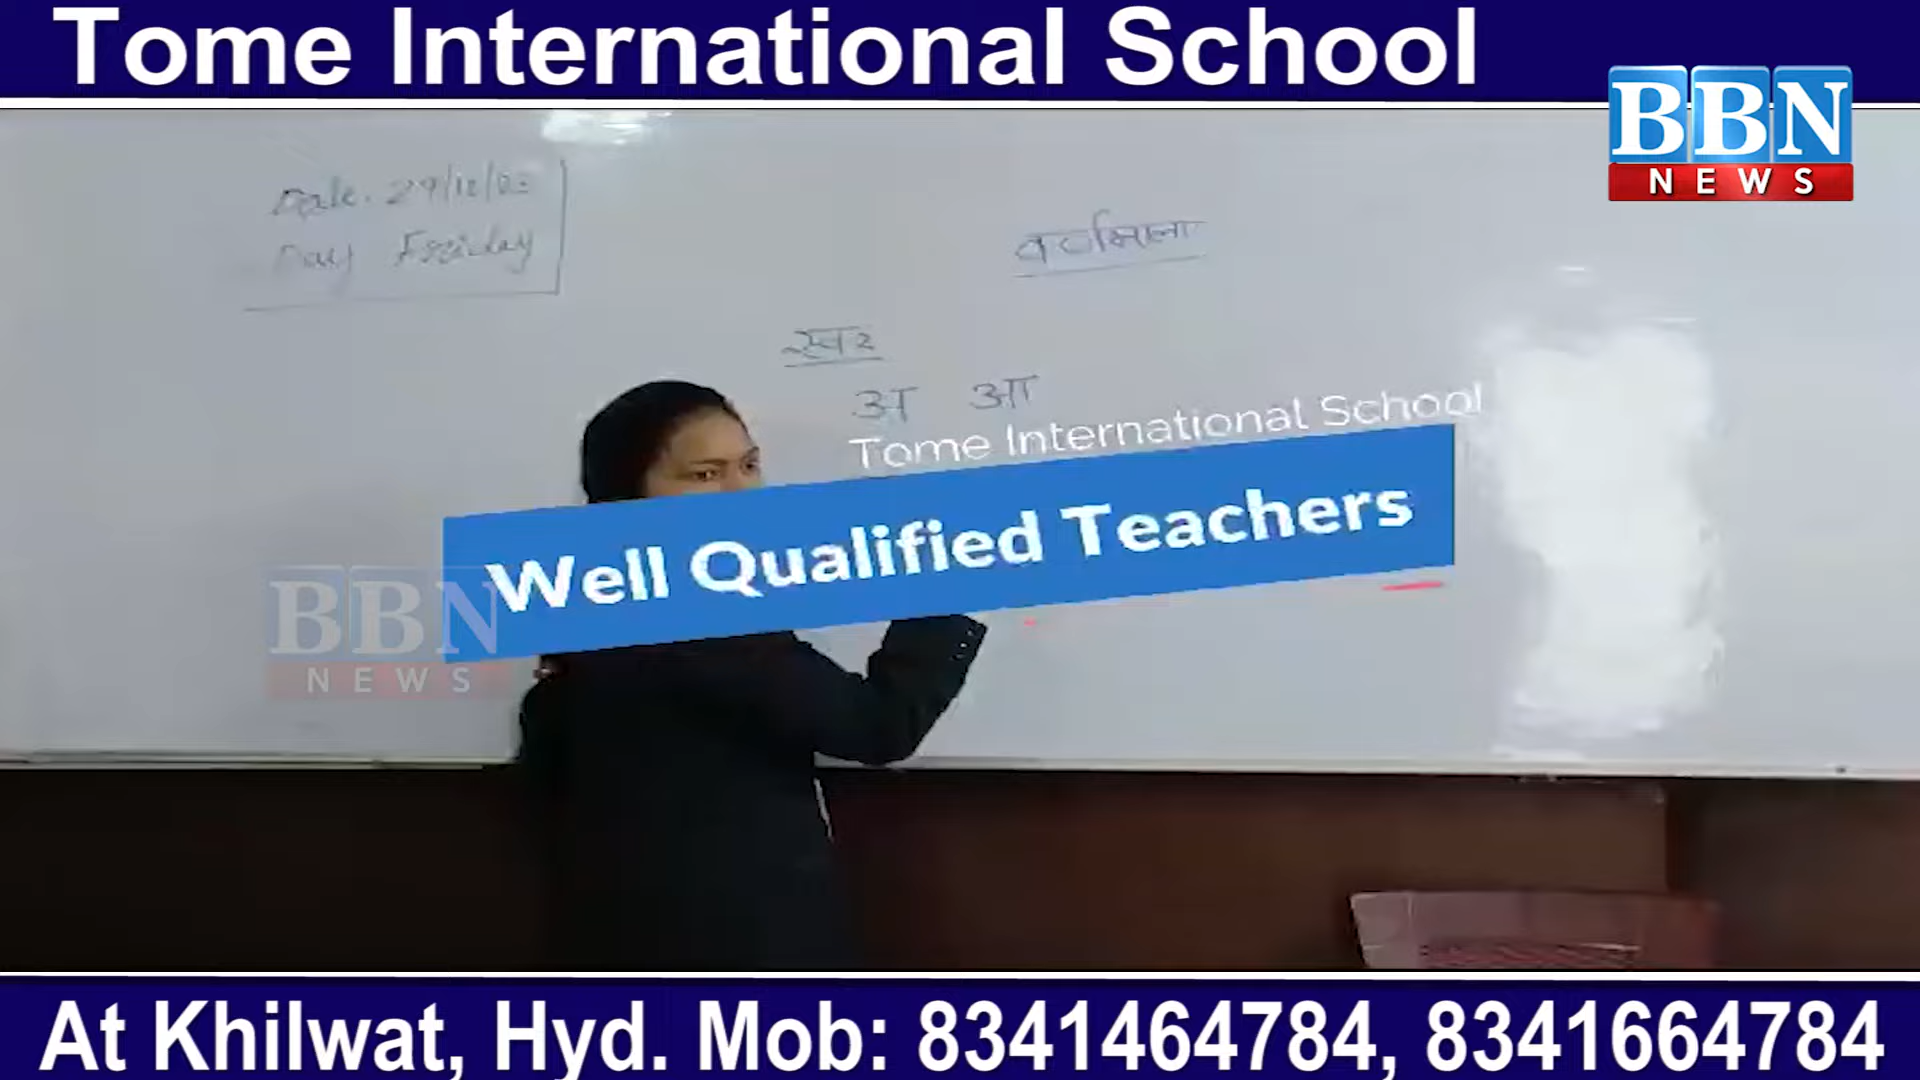 Tome International School
BBN
NEWS
Date. 29/12/23
Day Friday
वर्णमाला
स्वर
अ आ
Tome International School
Well Qualified Teachers
BBN
NEWS
At Khilwat, Hyd. Mob: 8341464784, 8341664784